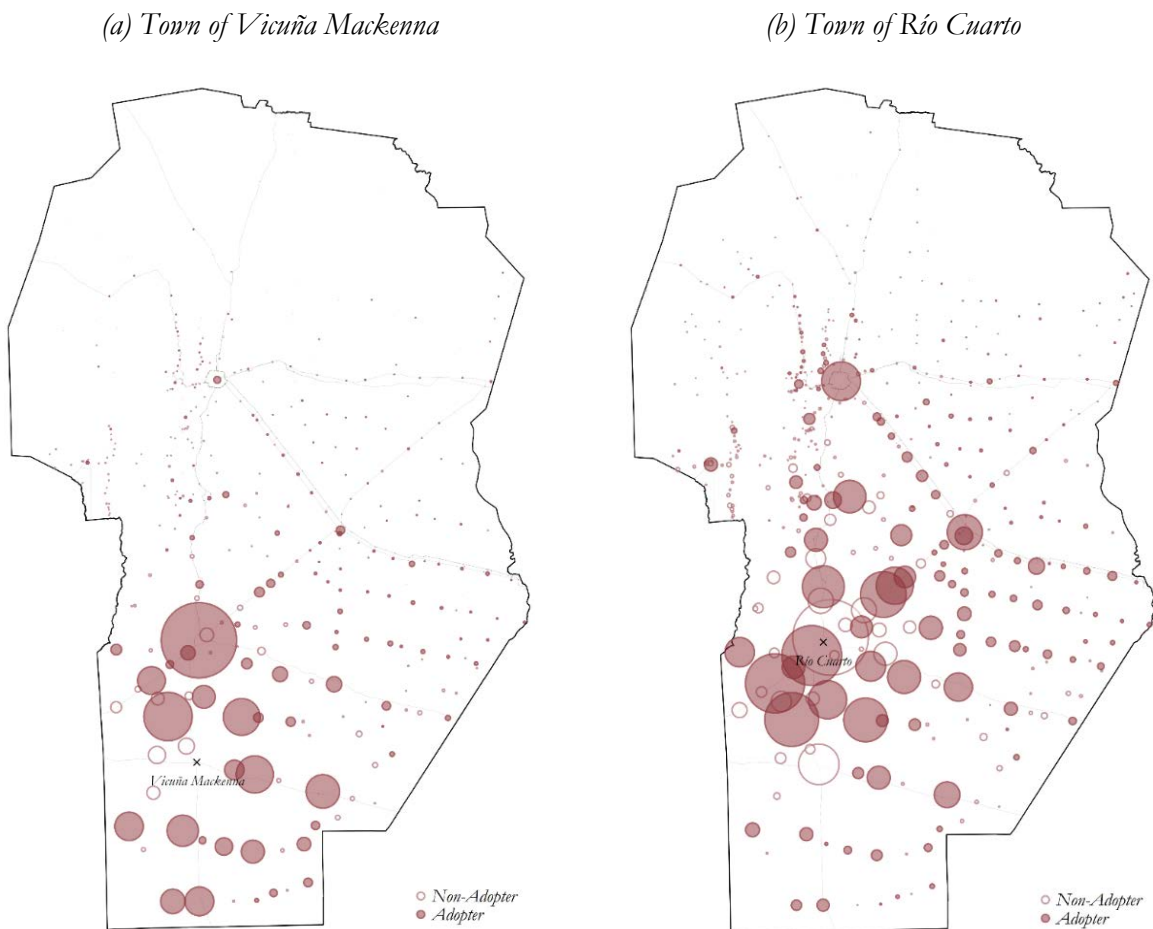 (a) Town of Vicuña Mackenna
(b) Town of Río Cuarto
Vicuña Mackenna
Non-Adopter
Adopter
Río Cuarto
Non-Adopter
Adopter